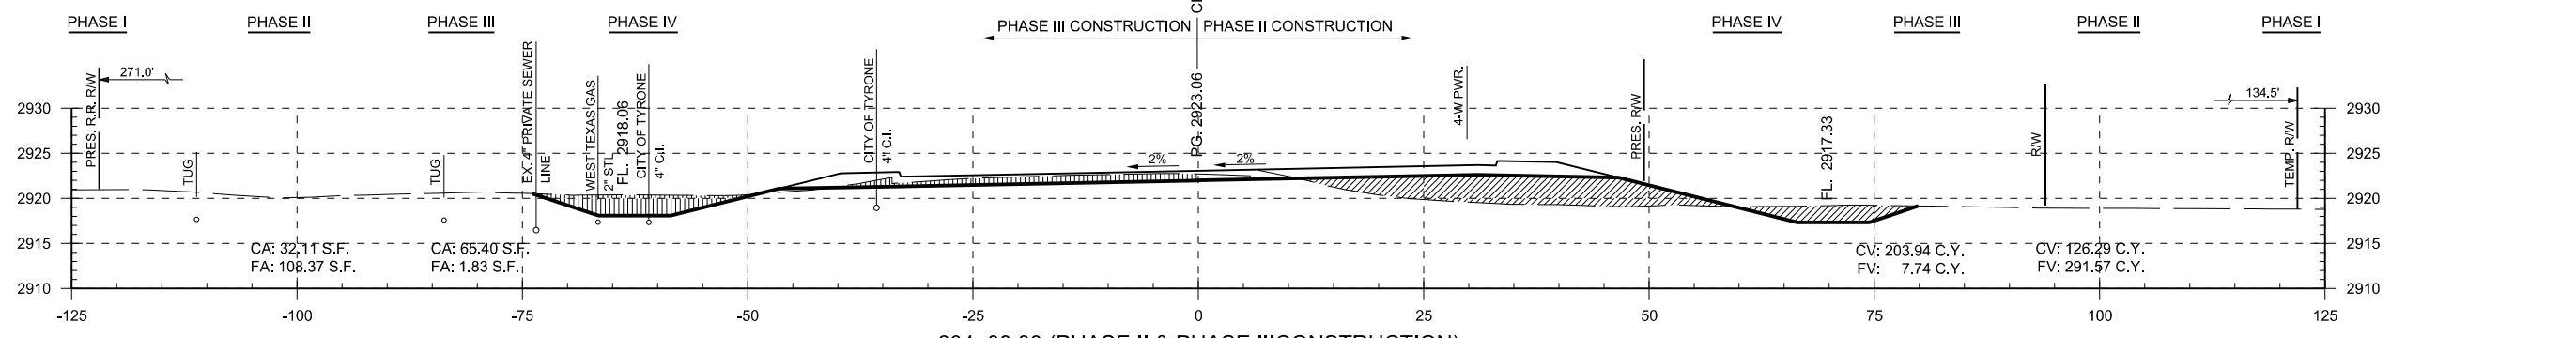 PHASE I
PHASE II
PHASE III
PHASE IV
PHASE III CONSTRUCTION
PHASE II CONSTRUCTION
PHASE IV
PHASE III
PHASE II
PHASE I
PRES. R.R. R/W
271.0'
TUG
TUG
EX. 4" PRIVATE SEWER
LINE
WEST TEXAS GAS
2" STL
FL. 2918.06
CITY OF TYRONE
4" C.I.
CITY OF TYRONE
4" C.I.
2%
PG. 2923.06
2%
4-W PWR.
PRES. R/W
FL. 2917.33
R/W
134.5'
TEMP. R/W
2930
2925
2920
2915
2910
2930
2925
2920
2915
2910
CA: 32.11 S.F.
FA: 108.37 S.F.
CA: 65.40 S.F.
FA: 1.83 S.F.
CV: 203.94 C.Y.
FV: 7.74 C.Y.
CV: 126.29 C.Y.
FV: 291.57 C.Y.
-125
-100
-75
-50
-25
0
25
50
75
100
125
(PHASE II & PHASE IIICONSTRUCTION)